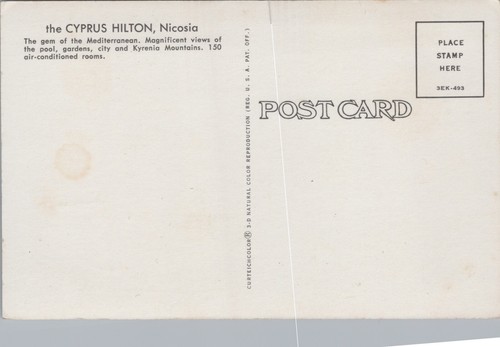 the CYPRUS HILTON, Nicosia
The gem of the Mediterranean. Magnificent views of
the pool, gardens, city and Kyrenia Mountains. 150
air-conditioned rooms.
CURTEICHCOLOR® 3-D NATURAL COLOR REPRODUCTION (REG. U. S. A. PAT. OFF.)
POST CARD
PLACE
STAMP
HERE
3EK-493